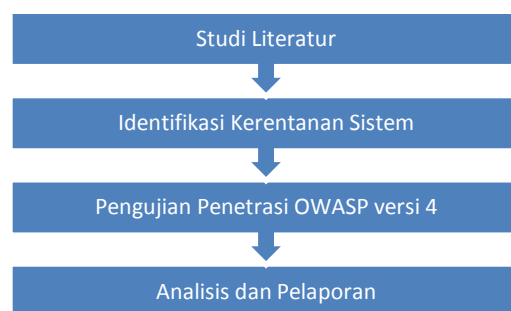 Studi Literatur
Identifikasi Kerentanan Sistem
Pengujian Penetrasi OWASP versi 4
Analisis dan Pelaporan